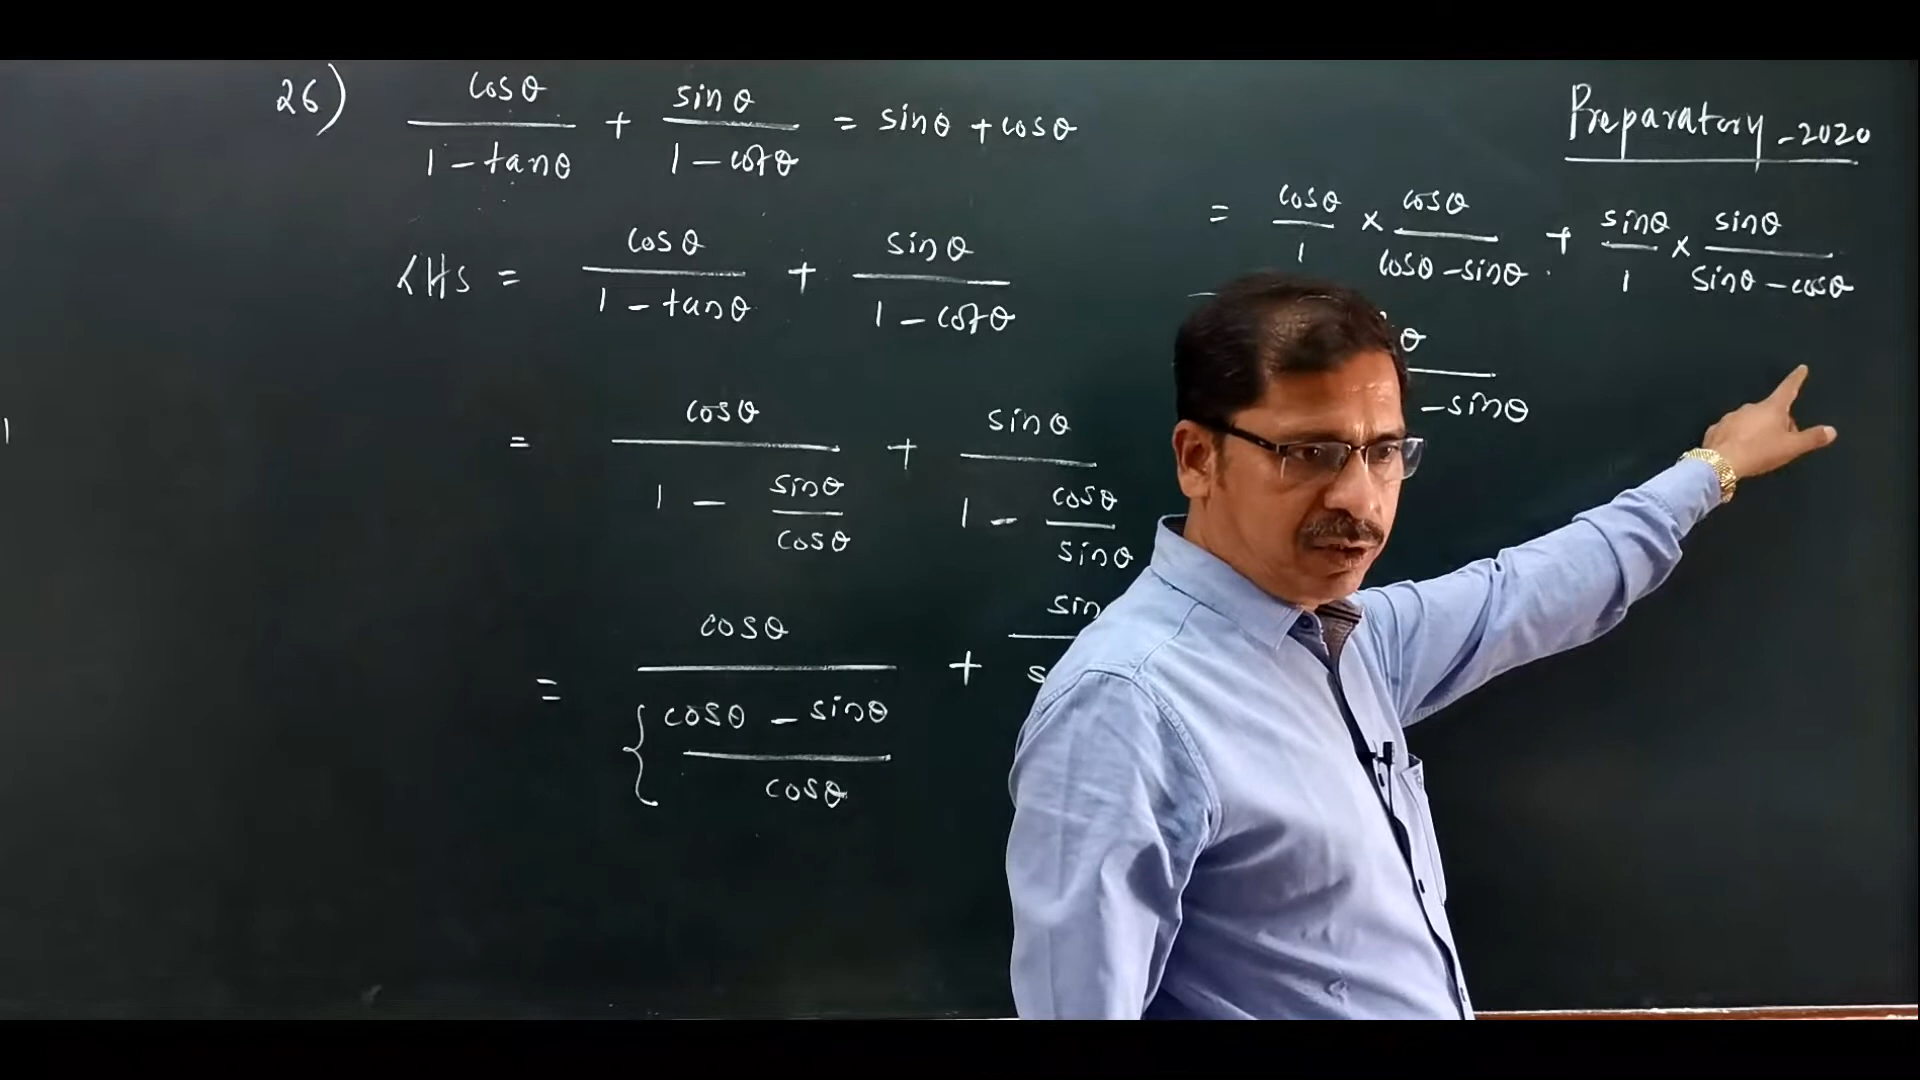 26) cosθ / 1 - tanθ + sinθ / 1 - cotθ = sinθ + cosθ
LHS = cosθ / 1 - tanθ + sinθ / 1 - cotθ
= cosθ / 1 - sinθ/cosθ + sinθ / 1 - cosθ/sinθ
= cosθ / { cosθ - sinθ / cosθ + sin
Preparatory - 2020
= cosθ/1 × cosθ / cosθ - sinθ + sinθ/1 × sinθ / sinθ - cosθ
θ / - sinθ